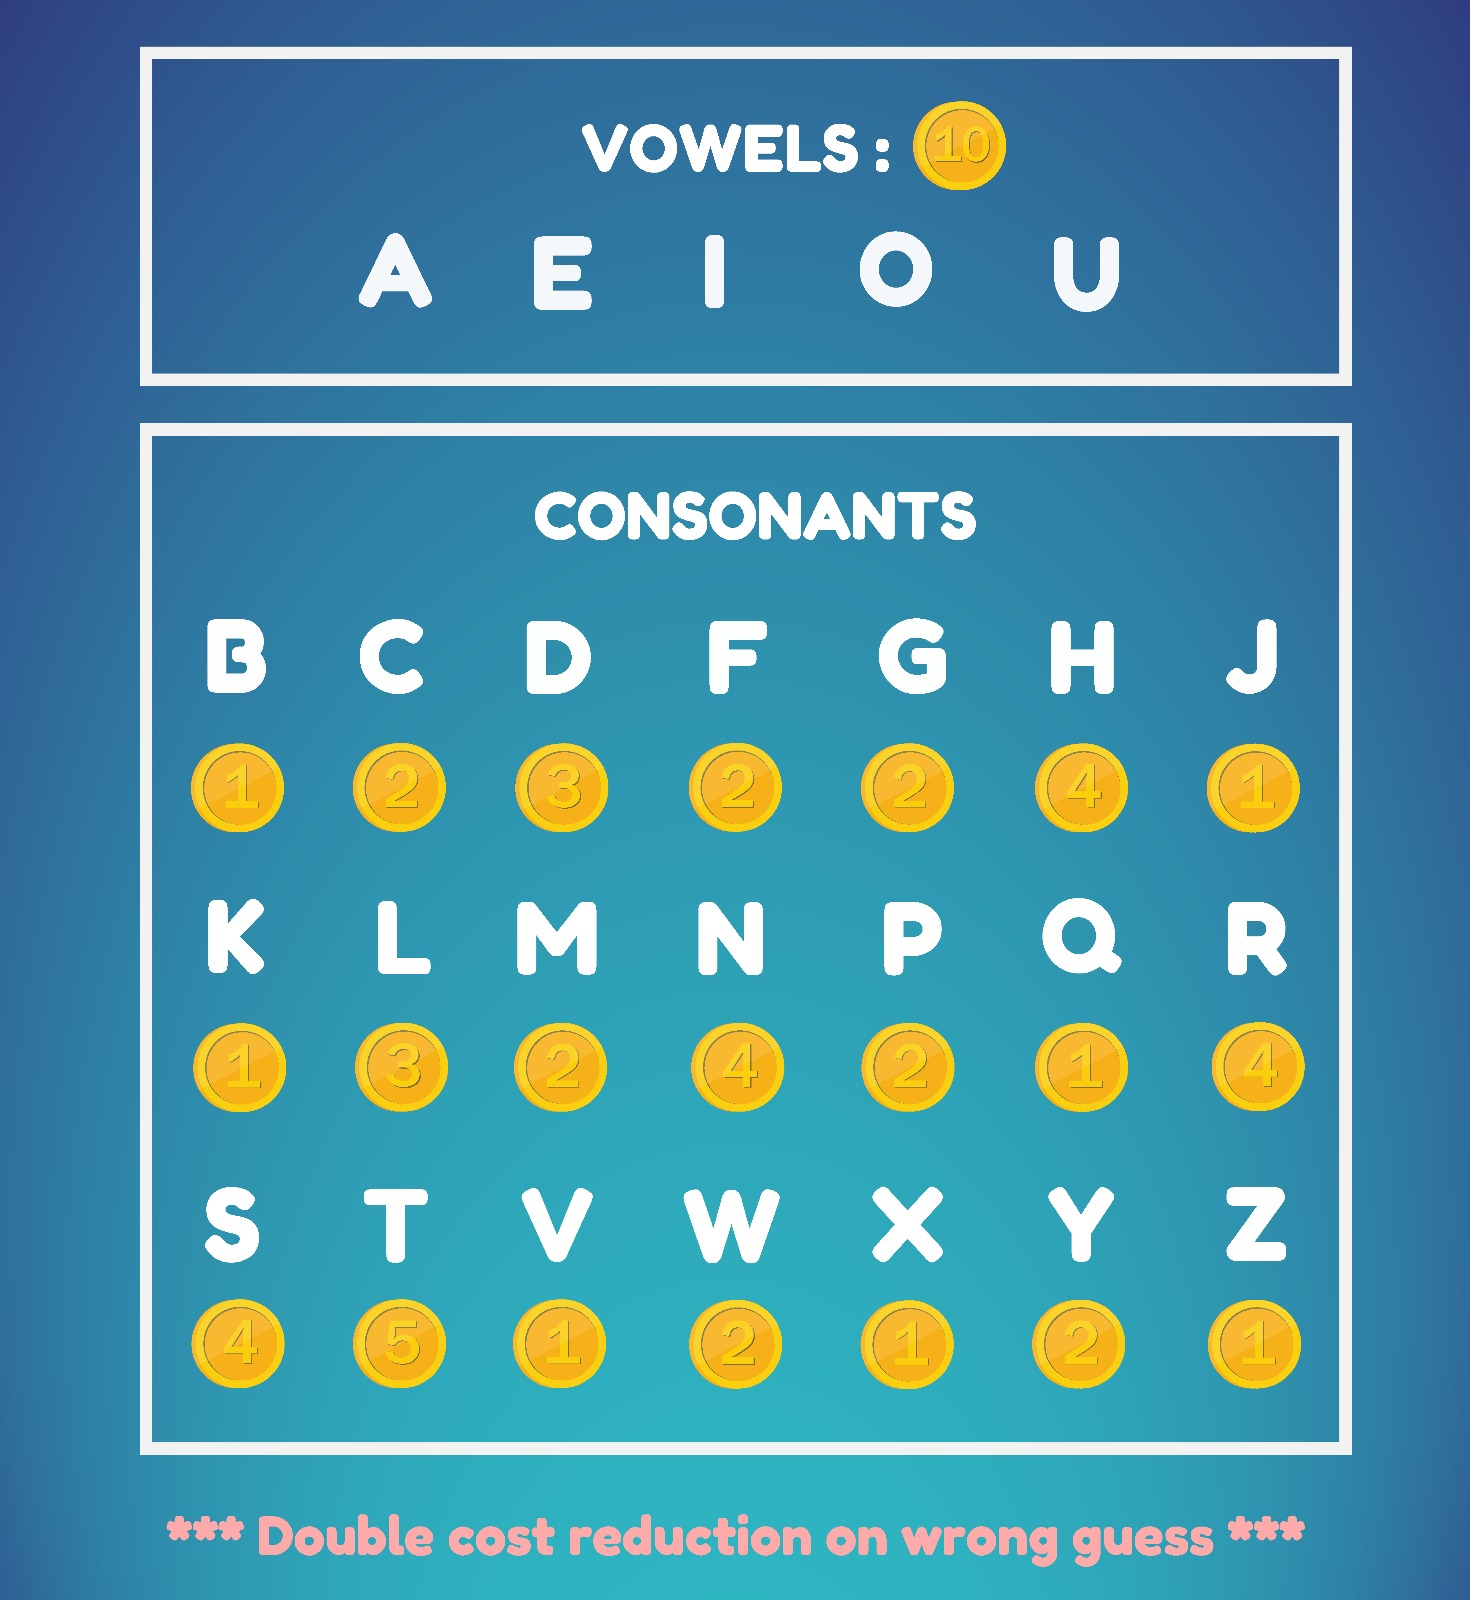 VOWELS : 10
A E I O U
CONSONANTS
B C D F G H J
1 2 3 2 2 4 1
K L M N P Q R
1 3 2 4 2 1 4
S T V W X Y Z
4 5 1 2 1 2 1
*** Double cost reduction on wrong guess ***